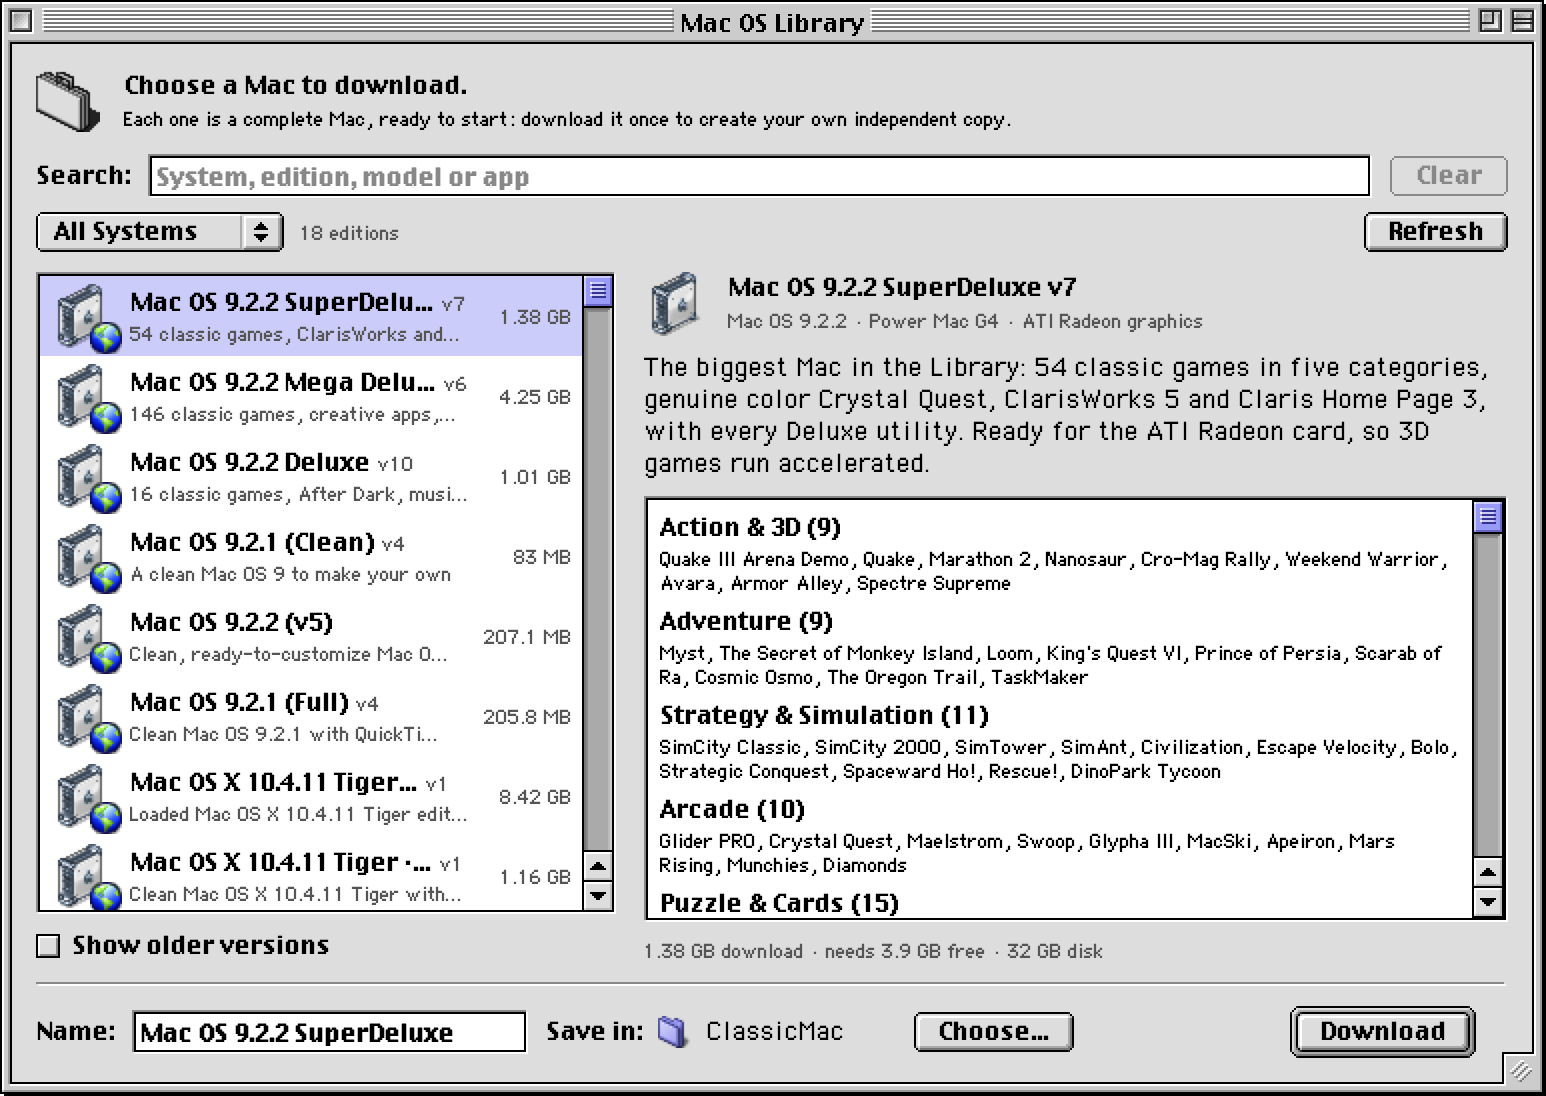 Mac OS Library
Choose a Mac to download.
Each one is a complete Mac, ready to start: download it once to create your own independent copy.
Search: System, edition, model or app Clear
All Systems 18 editions Refresh
Mac OS 9.2.2 SuperDelu... v7 1.38 GB
54 classic games, ClarisWorks and...
Mac OS 9.2.2 Mega Delu... v6 4.25 GB
146 classic games, creative apps,...
Mac OS 9.2.2 Deluxe v10 1.01 GB
16 classic games, After Dark, musi...
Mac OS 9.2.1 (Clean) v4 83 MB
A clean Mac OS 9 to make your own
Mac OS 9.2.2 (v5) 207.1 MB
Clean, ready-to-customize Mac O...
Mac OS 9.2.1 (Full) v4 205.8 MB
Clean Mac OS 9.2.1 with QuickTi...
Mac OS X 10.4.11 Tiger... v1 8.42 GB
Loaded Mac OS X 10.4.11 Tiger edit...
Mac OS X 10.4.11 Tiger -... v1 1.16 GB
Clean Mac OS X 10.4.11 Tiger with...
Show older versions
Mac OS 9.2.2 SuperDeluxe v7
Mac OS 9.2.2 · Power Mac G4 · ATI Radeon graphics
The biggest Mac in the Library: 54 classic games in five categories,
genuine color Crystal Quest, ClarisWorks 5 and Claris Home Page 3,
with every Deluxe utility. Ready for the ATI Radeon card, so 3D
games run accelerated.
Action & 3D (9)
Quake III Arena Demo, Quake, Marathon 2, Nanosaur, Cro-Mag Rally, Weekend Warrior,
Avara, Armor Alley, Spectre Supreme
Adventure (9)
Myst, The Secret of Monkey Island, Loom, King's Quest VI, Prince of Persia, Scarab of
Ra, Cosmic Osmo, The Oregon Trail, TaskMaker
Strategy & Simulation (11)
SimCity Classic, SimCity 2000, SimTower, SimAnt, Civilization, Escape Velocity, Bolo,
Strategic Conquest, Spaceward Ho!, Rescue!, DinoPark Tycoon
Arcade (10)
Glider PRO, Crystal Quest, Maelstrom, Swoop, Glypha III, MacSki, Apeiron, Mars
Rising, Munchies, Diamonds
Puzzle & Cards (15)
1.38 GB download · needs 3.9 GB free · 32 GB disk
Name: Mac OS 9.2.2 SuperDeluxe Save in: ClassicMac Choose... Download